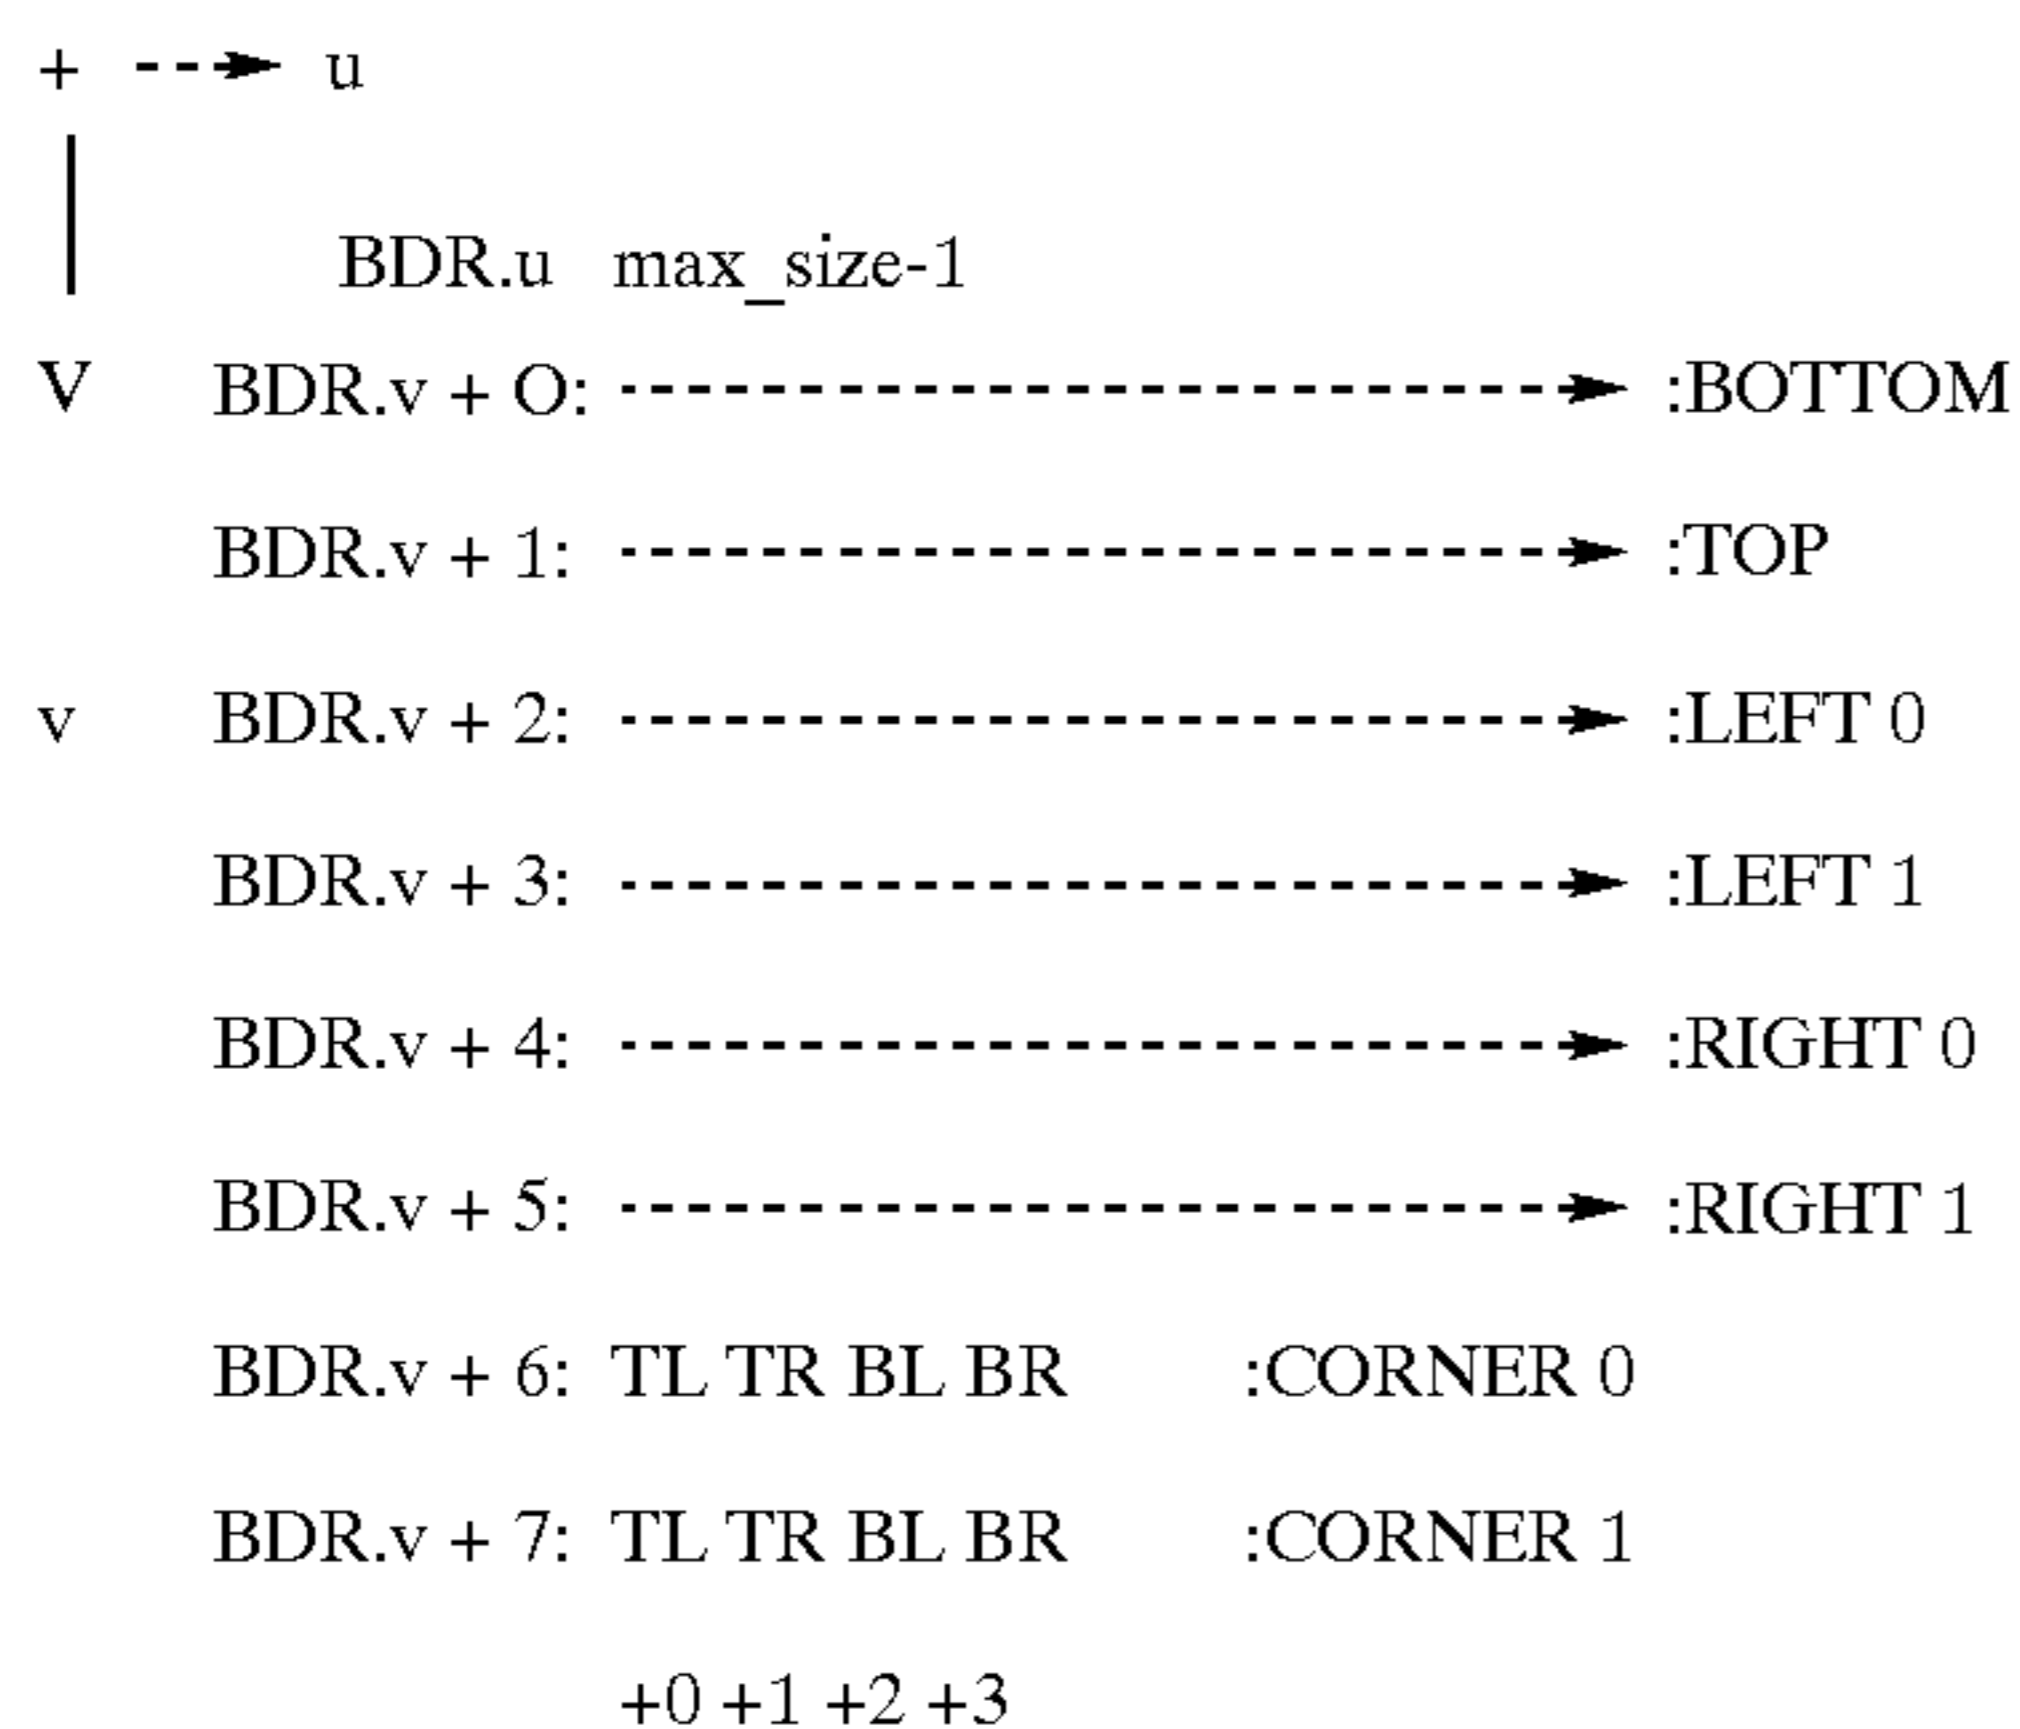 + u
BDR.u max_size-1
V BDR.v + O: :BOTTOM
BDR.v + 1: :TOP
v BDR.v + 2: :LEFT 0
BDR.v + 3: :LEFT 1
BDR.v + 4: :RIGHT 0
BDR.v + 5: :RIGHT 1
BDR.v + 6: TL TR BL BR :CORNER 0
BDR.v + 7: TL TR BL BR :CORNER 1
+0 +1 +2 +3